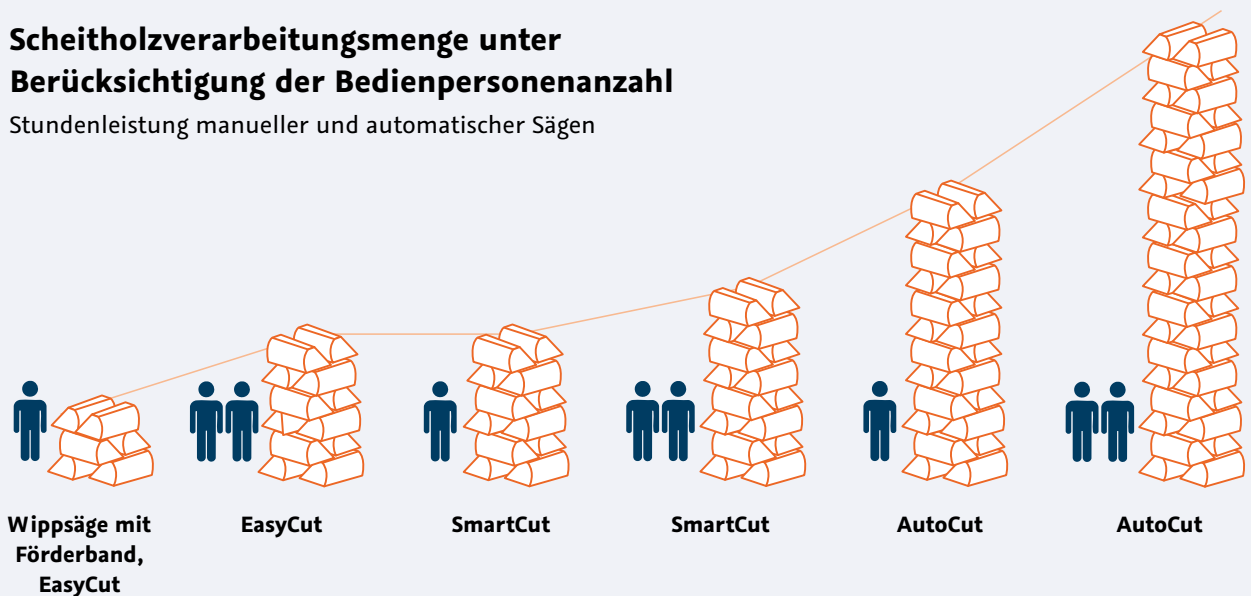 Scheitholzverarbeitungsmenge unter
Berücksichtigung der Bedienpersonenanzahl
Stundenleistung manueller und automatischer Sägen
Wippsäge mit
Förderband,
EasyCut
EasyCut
SmartCut
SmartCut
AutoCut
AutoCut